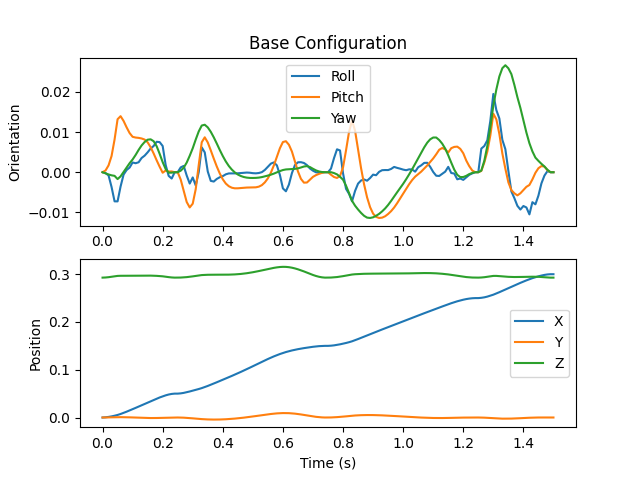 Base Configuration
Orientation
0.02
0.01
0.00
−0.01
Roll
Pitch
Yaw
0.0 0.2 0.4 0.6 0.8 1.0 1.2 1.4
Position
0.3
0.2
0.1
0.0
X
Y
Z
0.0 0.2 0.4 0.6 0.8 1.0 1.2 1.4
Time (s)